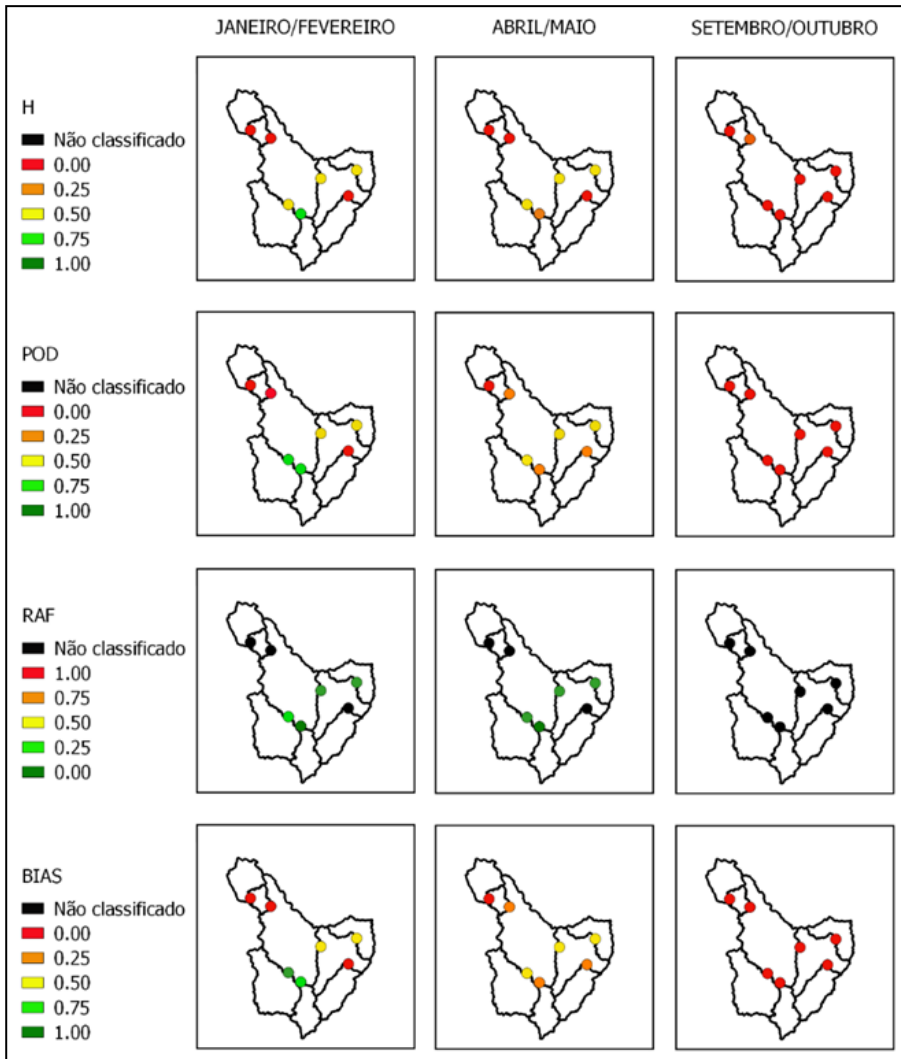 JANEIRO/FEVEREIRO ABRIL/MAIO SETEMBRO/OUTUBRO
H
Não classificado
0.00
0.25
0.50
0.75
1.00
POD
Não classificado
0.00
0.25
0.50
0.75
1.00
RAF
Não classificado
1.00
0.75
0.50
0.25
0.00
BIAS
Não classificado
0.00
0.25
0.50
0.75
1.00